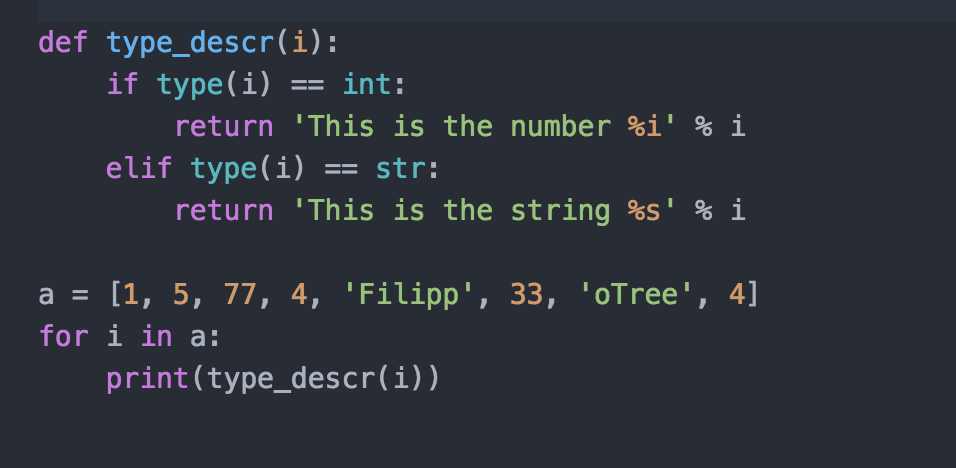 def type_descr(i):
    if type(i) == int:
        return 'This is the number %i' % i
    elif type(i) == str:
        return 'This is the string %s' % i

a = [1, 5, 77, 4, 'Filipp', 33, 'oTree', 4]
for i in a:
    print(type_descr(i))